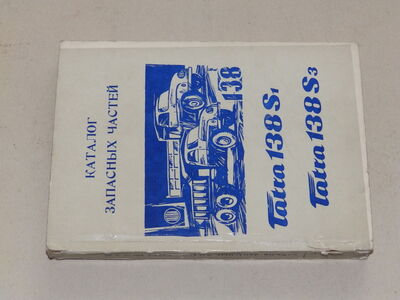 КАТАЛОГ
ЗАПАСНЫХ ЧАСТЕЙ
138
Tatra 138 S1
Tatra 138 S3